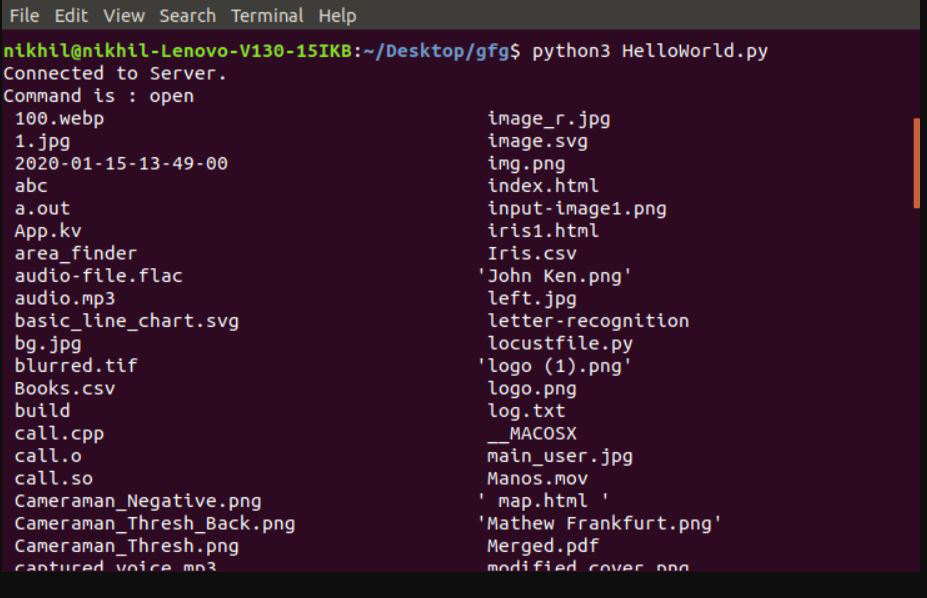 File Edit View Search Terminal Help
nikhil@nikhil-Lenovo-V130-15IKB:~/Desktop/gfg$ python3 HelloWorld.py
Connected to Server.
Command is : open
100.webp image_r.jpg
1.jpg image.svg
2020-01-15-13-49-00 img.png
abc index.html
a.out input-image1.png
App.kv iris1.html
area_finder Iris.csv
audio-file.flac 'John Ken.png'
audio.mp3 left.jpg
basic_line_chart.svg letter-recognition
bg.jpg locustfile.py
blurred.tif 'logo (1).png'
Books.csv logo.png
build log.txt
call.cpp __MACOSX
call.o main_user.jpg
call.so Manos.mov
Cameraman_Negative.png ' map.html '
Cameraman_Thresh_Back.png 'Mathew Frankfurt.png'
Cameraman_Thresh.png Merged.pdf
captured_voice.mp3 modified_cover.png